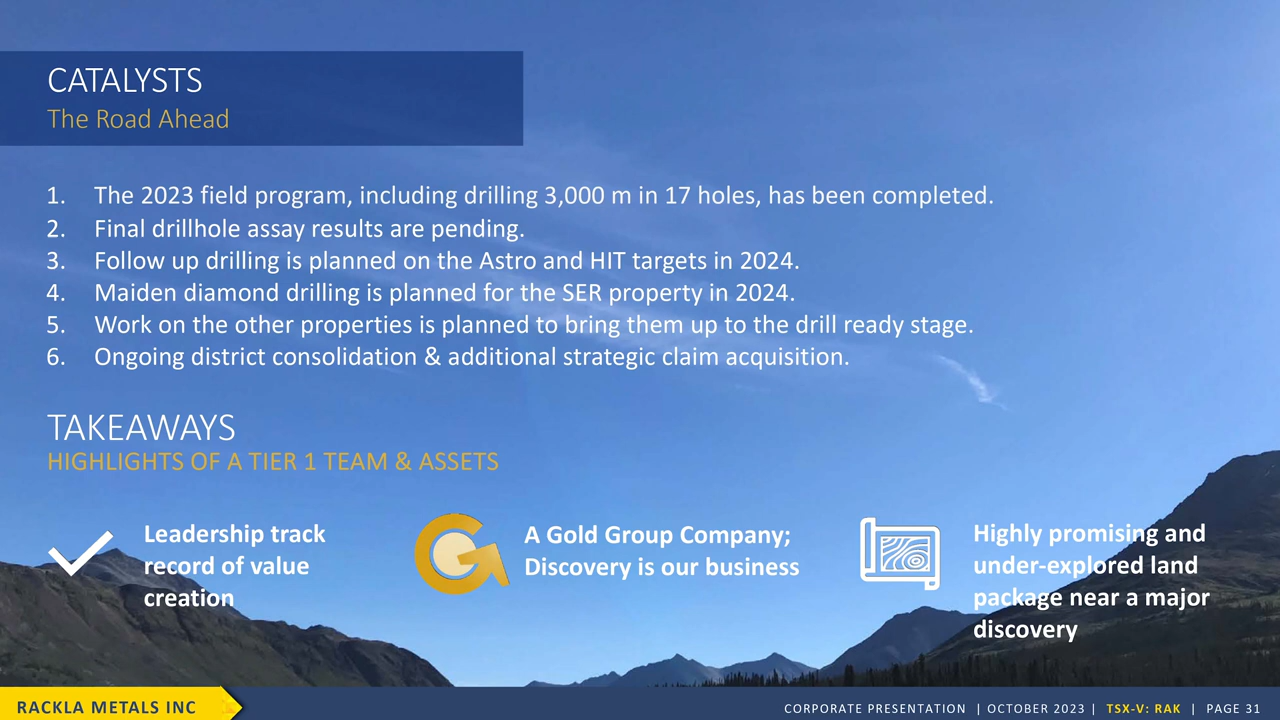 CATALYSTS
The Road Ahead
1. The 2023 field program, including drilling 3,000 m in 17 holes, has been completed.
2. Final drillhole assay results are pending.
3. Follow up drilling is planned on the Astro and HIT targets in 2024.
4. Maiden diamond drilling is planned for the SER property in 2024.
5. Work on the other properties is planned to bring them up to the drill ready stage.
6. Ongoing district consolidation & additional strategic claim acquisition.
TAKEAWAYS
HIGHLIGHTS OF A TIER 1 TEAM & ASSETS
Leadership track
record of value
creation
A Gold Group Company;
Discovery is our business
Highly promising and
under-explored land
package near a major
discovery
RACKLA METALS INC
CORPORATE PRESENTATION | OCTOBER 2023 | TSX-V: RAK | PAGE 31